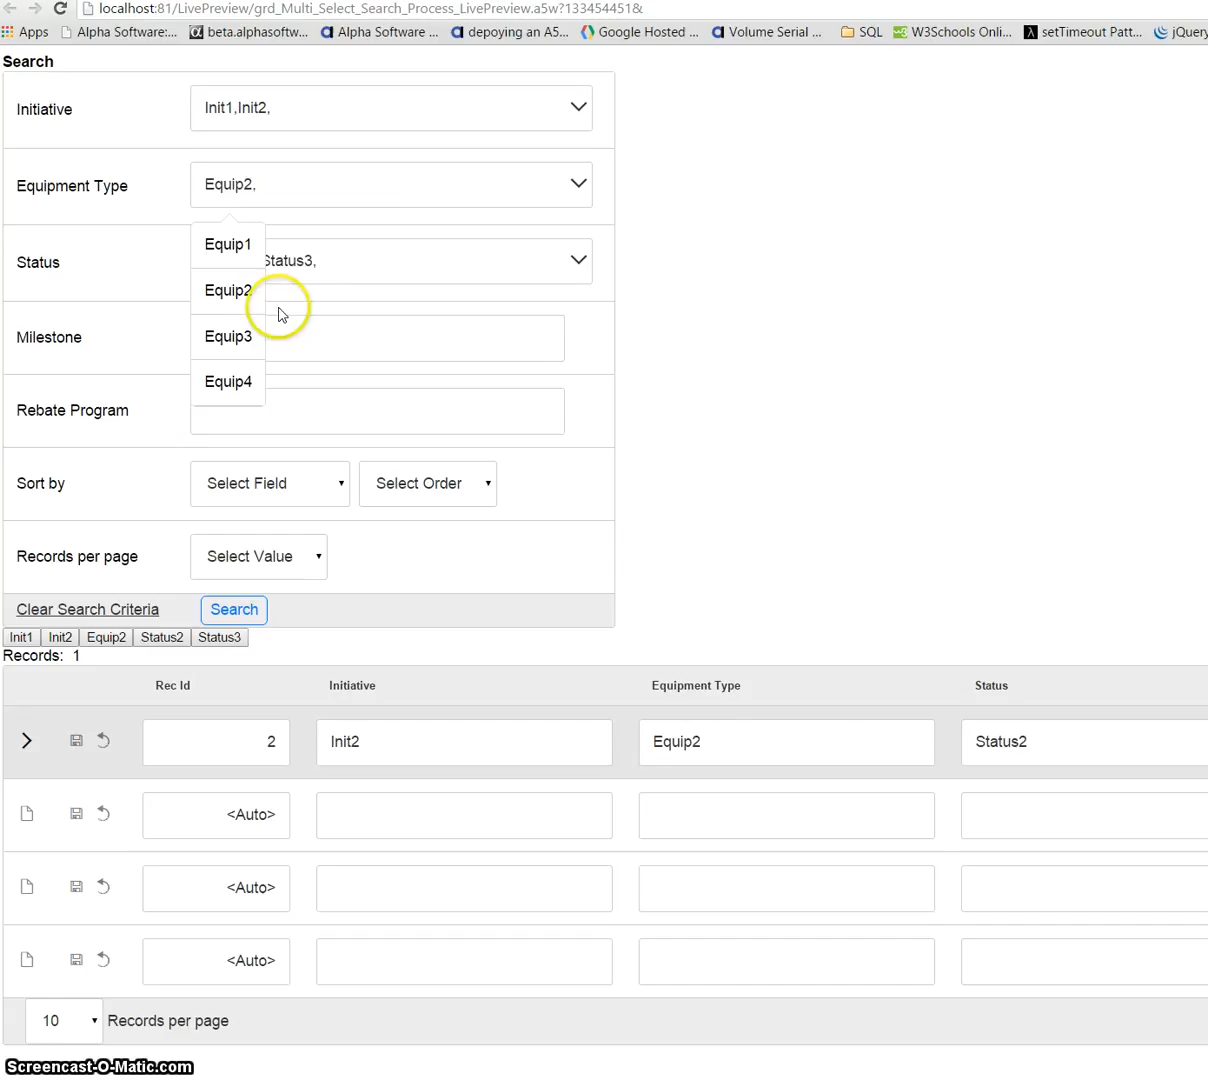 localhost:81/LivePreview/grd_Multi_Select_Search_Process_LivePreview.a5w?133454451&
Apps Alpha Software:... beta.alphasoftw... Alpha Software ... depoying an A5... Google Hosted ... Volume Serial ... SQL W3Schools Onli... λ setTimeout Patt... jQuery
Search
Initiative Init1,Init2,
Equipment Type Equip2,
Equip1
Status Status3,
Equip2
Milestone Equip3
Equip4
Rebate Program
Sort by Select Field Select Order
Records per page Select Value
Clear Search Criteria Search
Init1 Init2 Equip2 Status2 Status3
Records: 1
Rec Id Initiative Equipment Type Status
2 Init2 Equip2 Status2
<Auto>
<Auto>
<Auto>
10 Records per page
Screencast-O-Matic.com